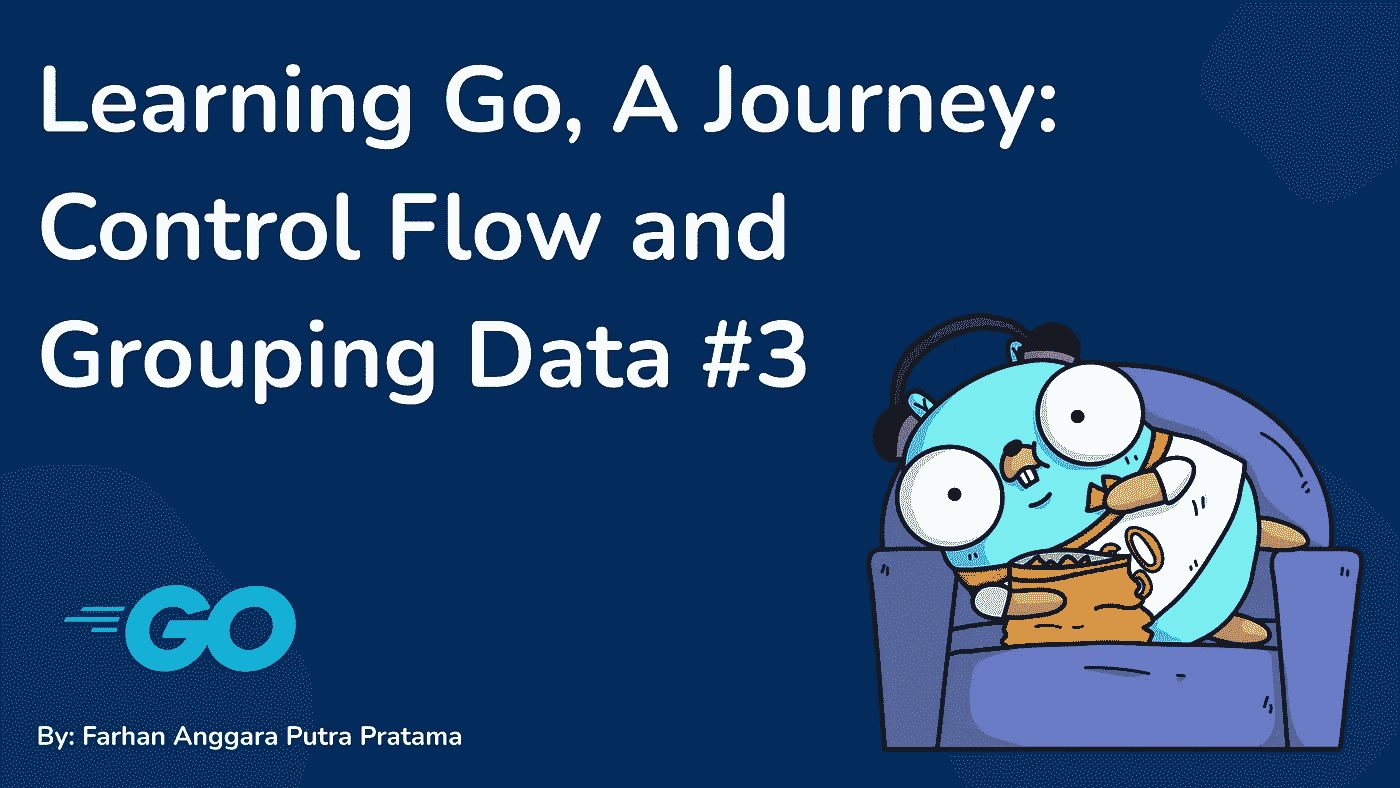 Learning Go, A Journey:
Control Flow and
Grouping Data #3
GO
By: Farhan Anggara Putra Pratama